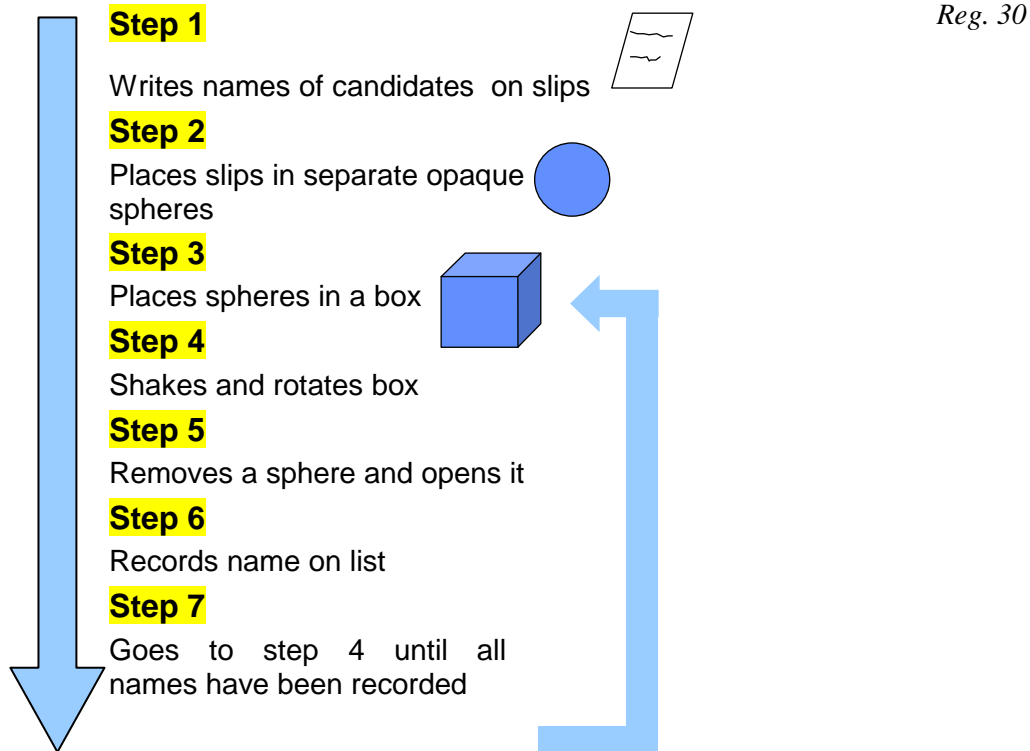 Step 1
Reg. 30
Writes names of candidates on slips
Step 2
Places slips in separate opaque
spheres
Step 3
Places spheres in a box
Step 4
Shakes and rotates box
Step 5
Removes a sphere and opens it
Step 6
Records name on list
Step 7
Goes to step 4 until all
names have been recorded